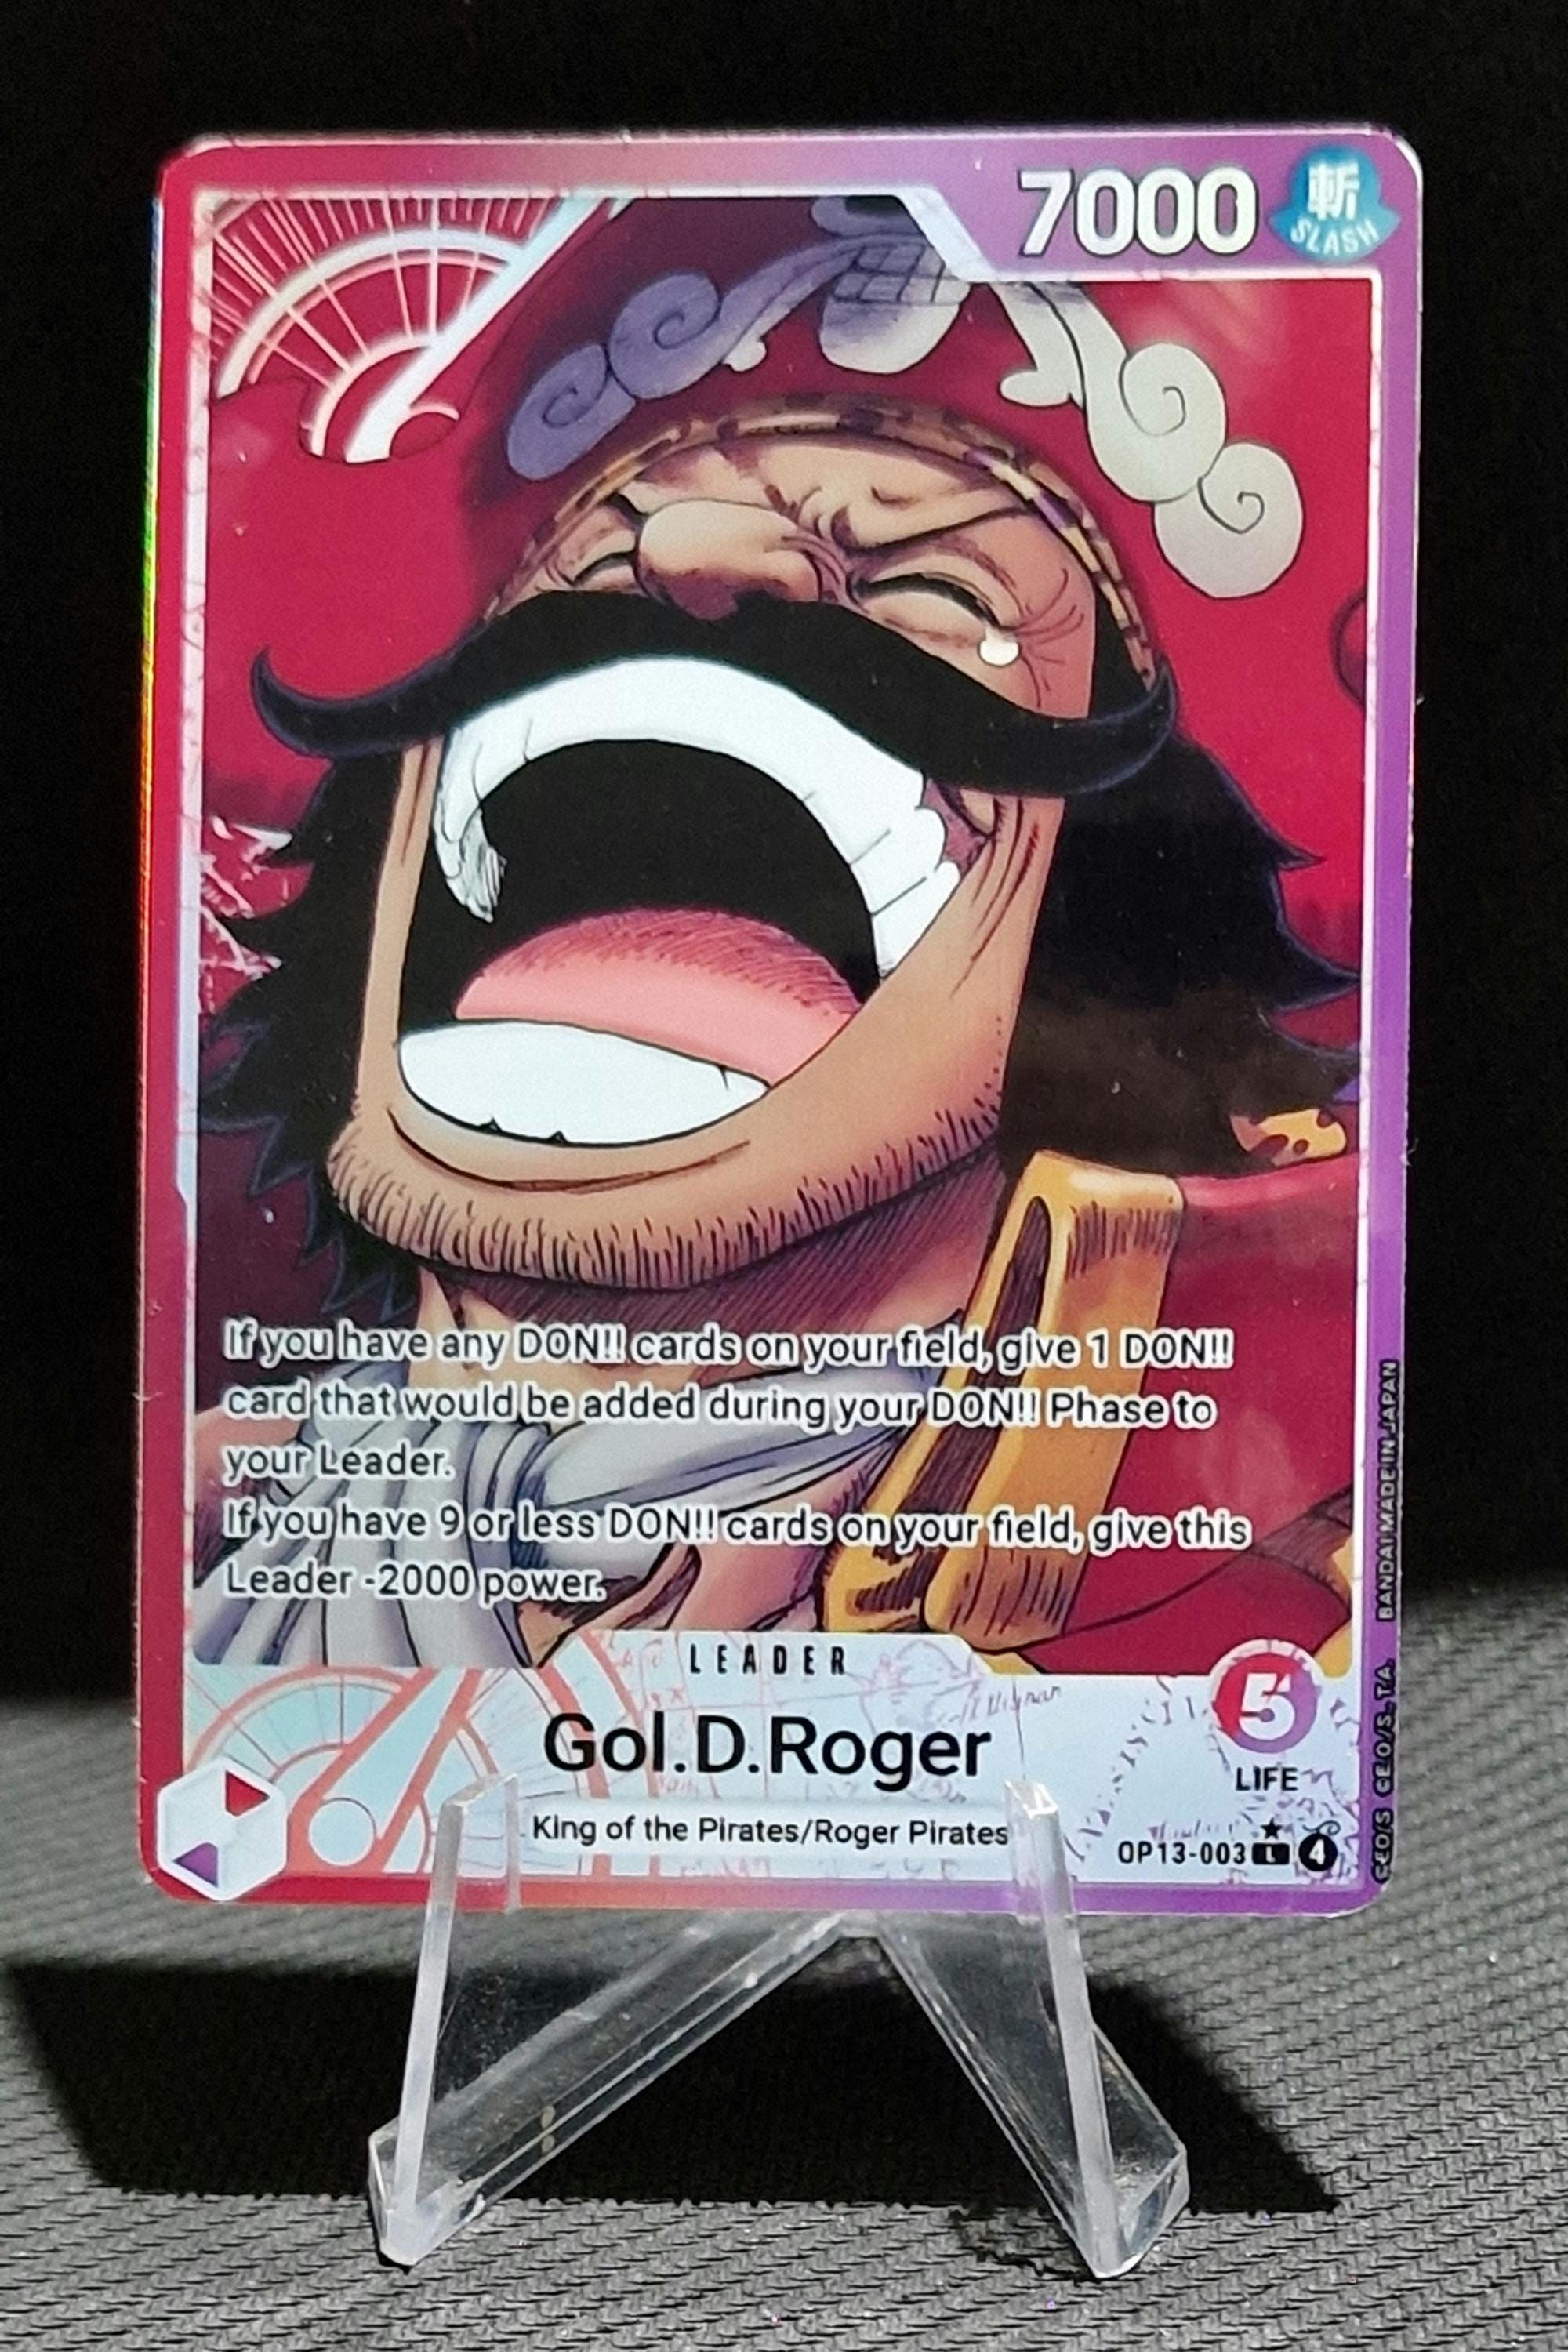 7000
斬
SLASH
If you have any DON!! cards on your field, give 1 DON!!
card that would be added during your DON!! Phase to
your Leader.
If you have 9 or less DON!! cards on your field, give this
Leader -2000 power.
LEADER
Gol.D.Roger
King of the Pirates/Roger Pirates
5
LIFE
OP13-003 L 4
©E.O/S ©E.O/S.,T.A. BANDAI MADE IN JAPAN